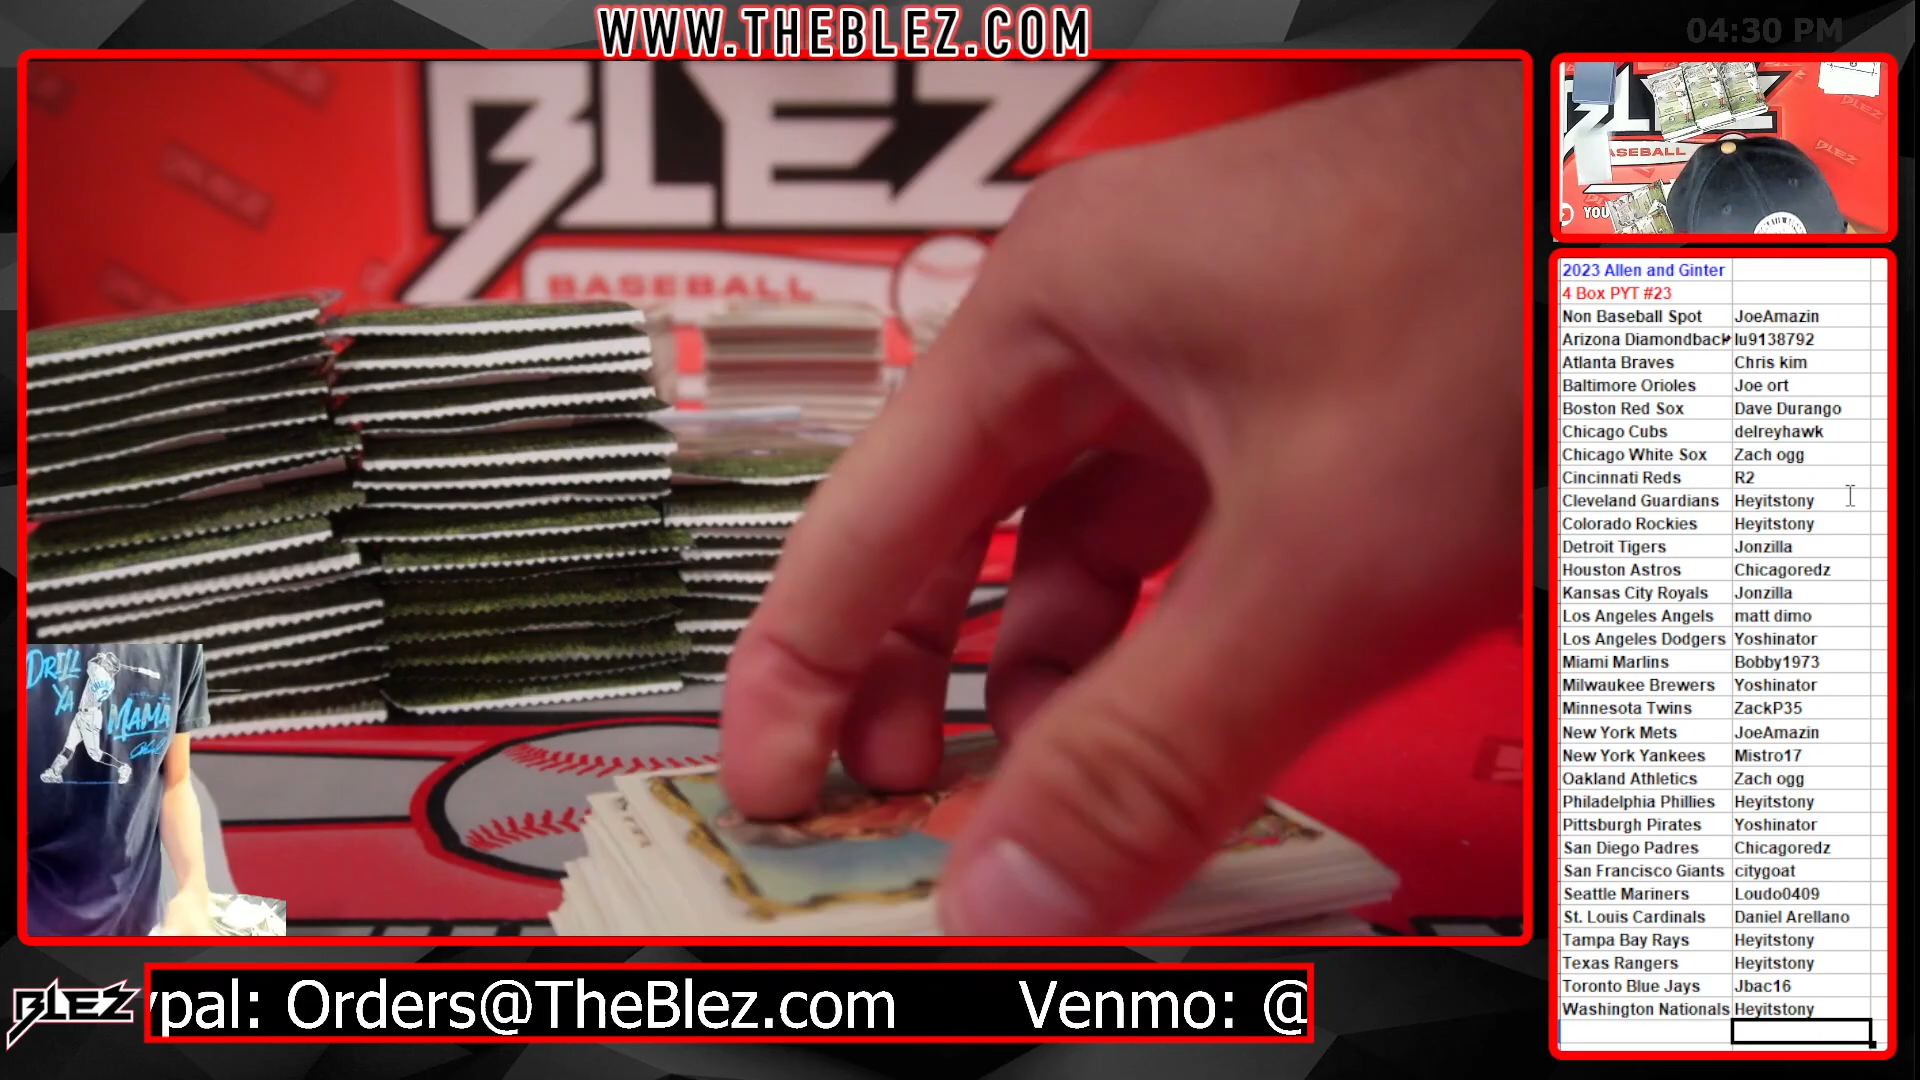 WWW.THEBLEZ.COM
04:30 PM
BLEZ
BASEBALL
BLEZ
ASEBALL
BLEZ
YOU
DRILL
YA
MAMA
2023 Allen and Ginter
4 Box PYT #23
Non Baseball Spot JoeAmazin
Arizona Diamondback lu9138792
Atlanta Braves Chris kim
Baltimore Orioles Joe ort
Boston Red Sox Dave Durango
Chicago Cubs delreyhawk
Chicago White Sox Zach ogg
Cincinnati Reds R2
Cleveland Guardians Heyitstony
Colorado Rockies Heyitstony
Detroit Tigers Jonzilla
Houston Astros Chicagoredz
Kansas City Royals Jonzilla
Los Angeles Angels matt dimo
Los Angeles Dodgers Yoshinator
Miami Marlins Bobby1973
Milwaukee Brewers Yoshinator
Minnesota Twins ZackP35
New York Mets JoeAmazin
New York Yankees Mistro17
Oakland Athletics Zach ogg
Philadelphia Phillies Heyitstony
Pittsburgh Pirates Yoshinator
San Diego Padres Chicagoredz
San Francisco Giants citygoat
Seattle Mariners Loudo0409
St. Louis Cardinals Daniel Arellano
Tampa Bay Rays Heyitstony
Texas Rangers Heyitstony
Toronto Blue Jays Jbac16
Washington Nationals Heyitstony
BLEZ
ypal: Orders@TheBlez.com Venmo: @